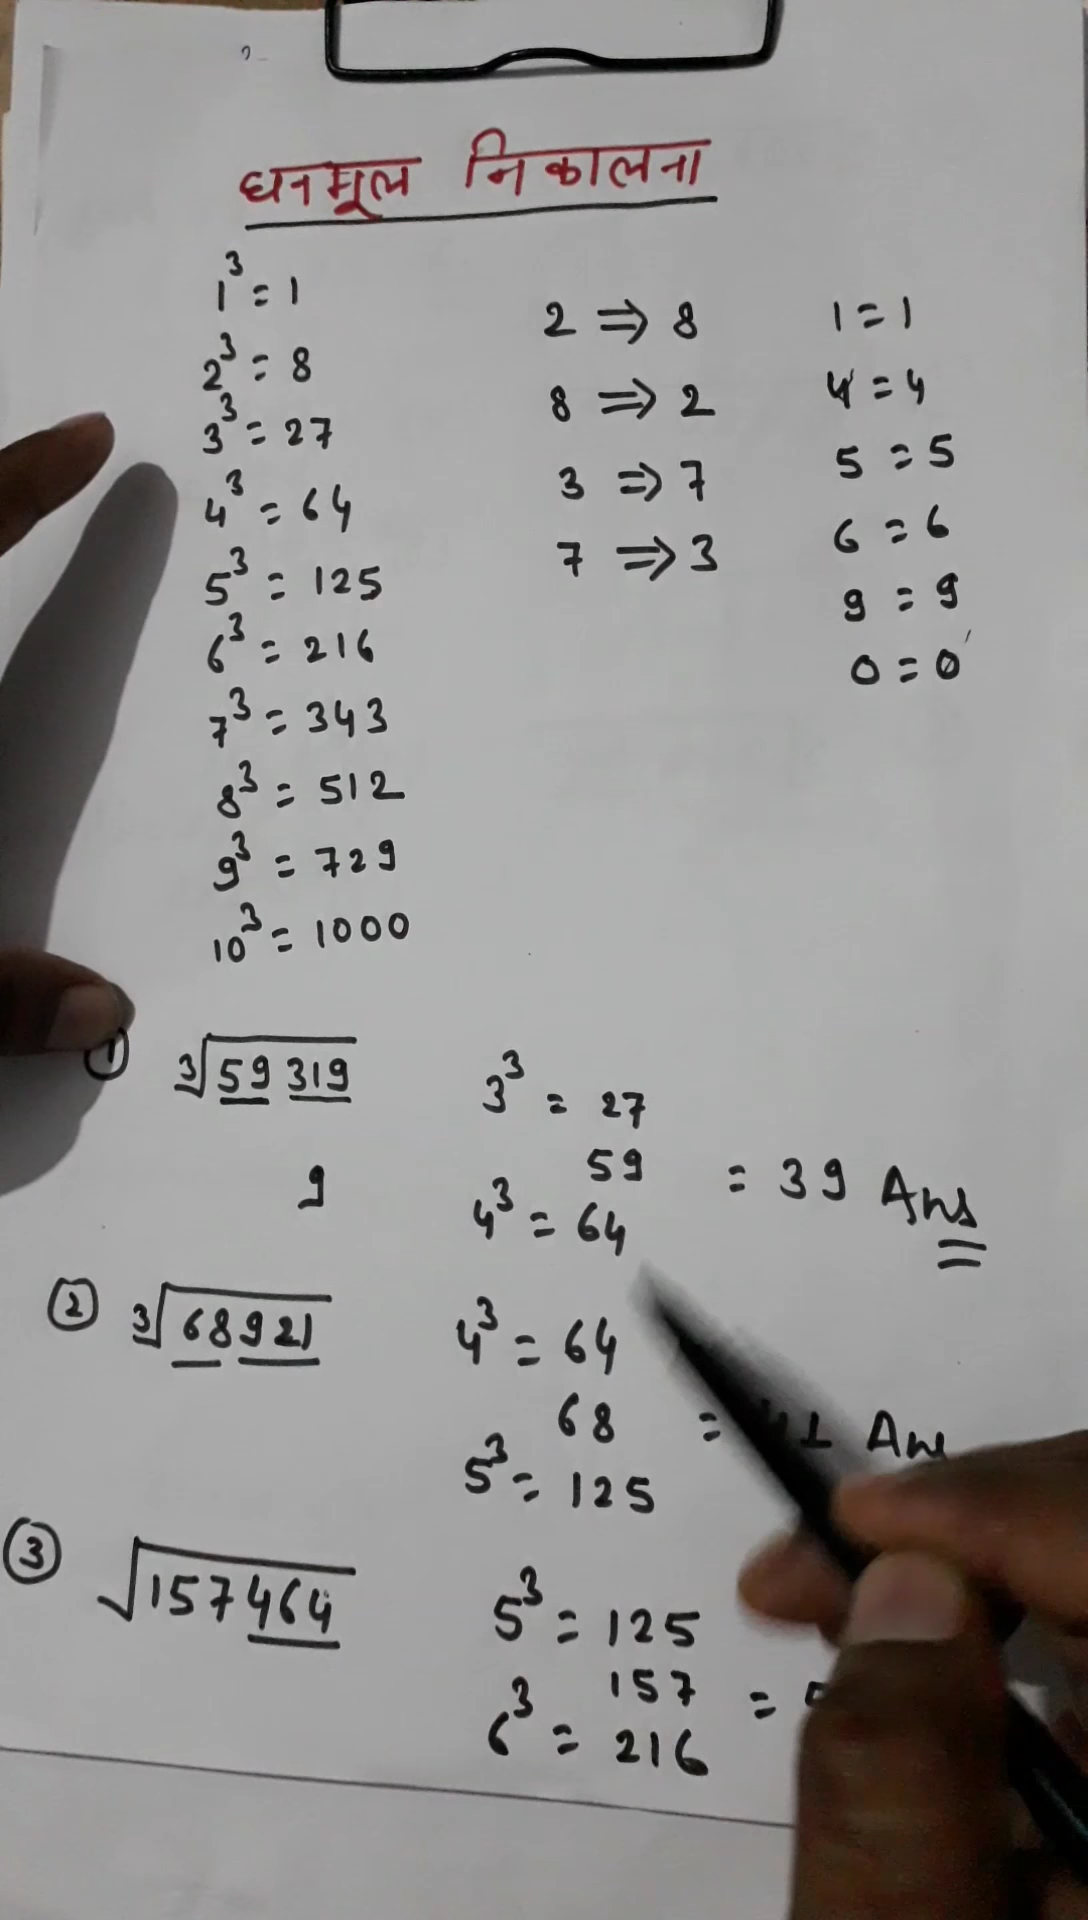 घनमूल निकालना
1³ = 1
2³ = 8
3³ = 27
4³ = 64
5³ = 125
6³ = 216
7³ = 343
8³ = 512
9³ = 729
10³ = 1000
2 ⇒ 8
8 ⇒ 2
3 ⇒ 7
7 ⇒ 3
1 = 1
4 = 4
5 = 5
6 = 6
9 = 9
0 = 0
① ∛59 319
9
3³ = 27
59 = 39 Ans
4³ = 64
② ∛68921
4³ = 64
68 = 1 Ans
5³ = 125
③ √157464
5³ = 125
157 =
6³ = 216